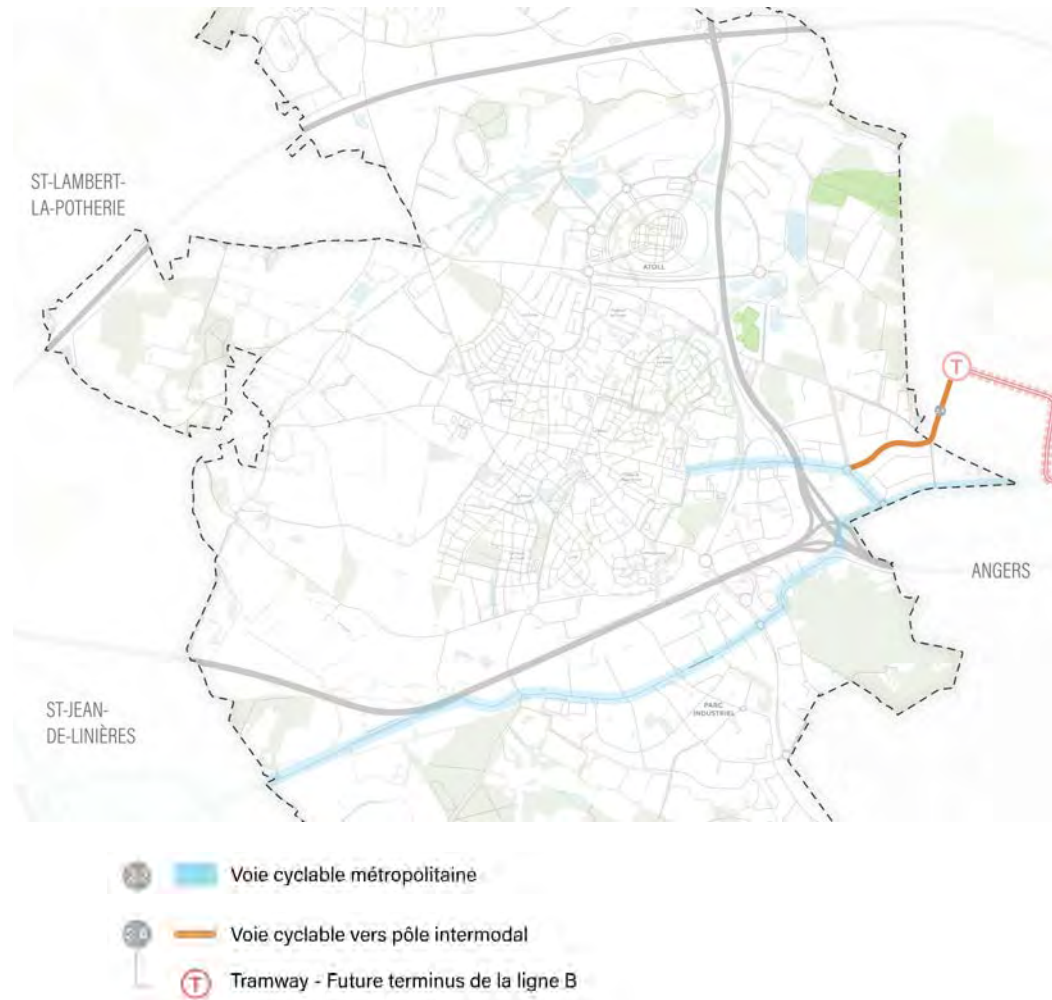 ST-LAMBERT-
LA-POTHERIE
ATOLL
T
ANGERS
ST-JEAN-
DE-LINIÈRES
PARC
INDUSTRIEL
Voie cyclable métropolitaine
Voie cyclable vers pôle intermodal
T
Tramway - Future terminus de la ligne B